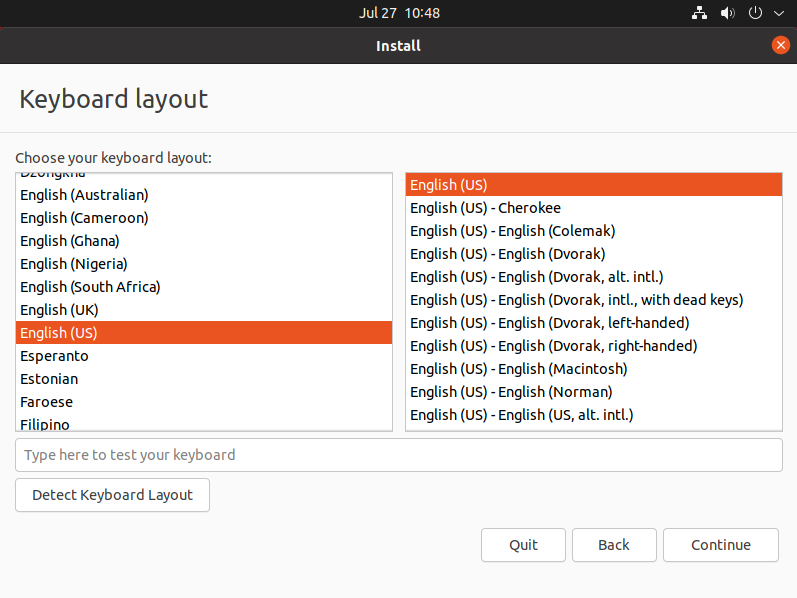 Jul 27 10:48
Install
Keyboard layout
Choose your keyboard layout:
Dzongkha
English (Australian)
English (Cameroon)
English (Ghana)
English (Nigeria)
English (South Africa)
English (UK)
English (US)
Esperanto
Estonian
Faroese
Filipino
English (US)
English (US) - Cherokee
English (US) - English (Colemak)
English (US) - English (Dvorak)
English (US) - English (Dvorak, alt. intl.)
English (US) - English (Dvorak, intl., with dead keys)
English (US) - English (Dvorak, left-handed)
English (US) - English (Dvorak, right-handed)
English (US) - English (Macintosh)
English (US) - English (Norman)
English (US) - English (US, alt. intl.)
Type here to test your keyboard
Detect Keyboard Layout
Quit
Back
Continue